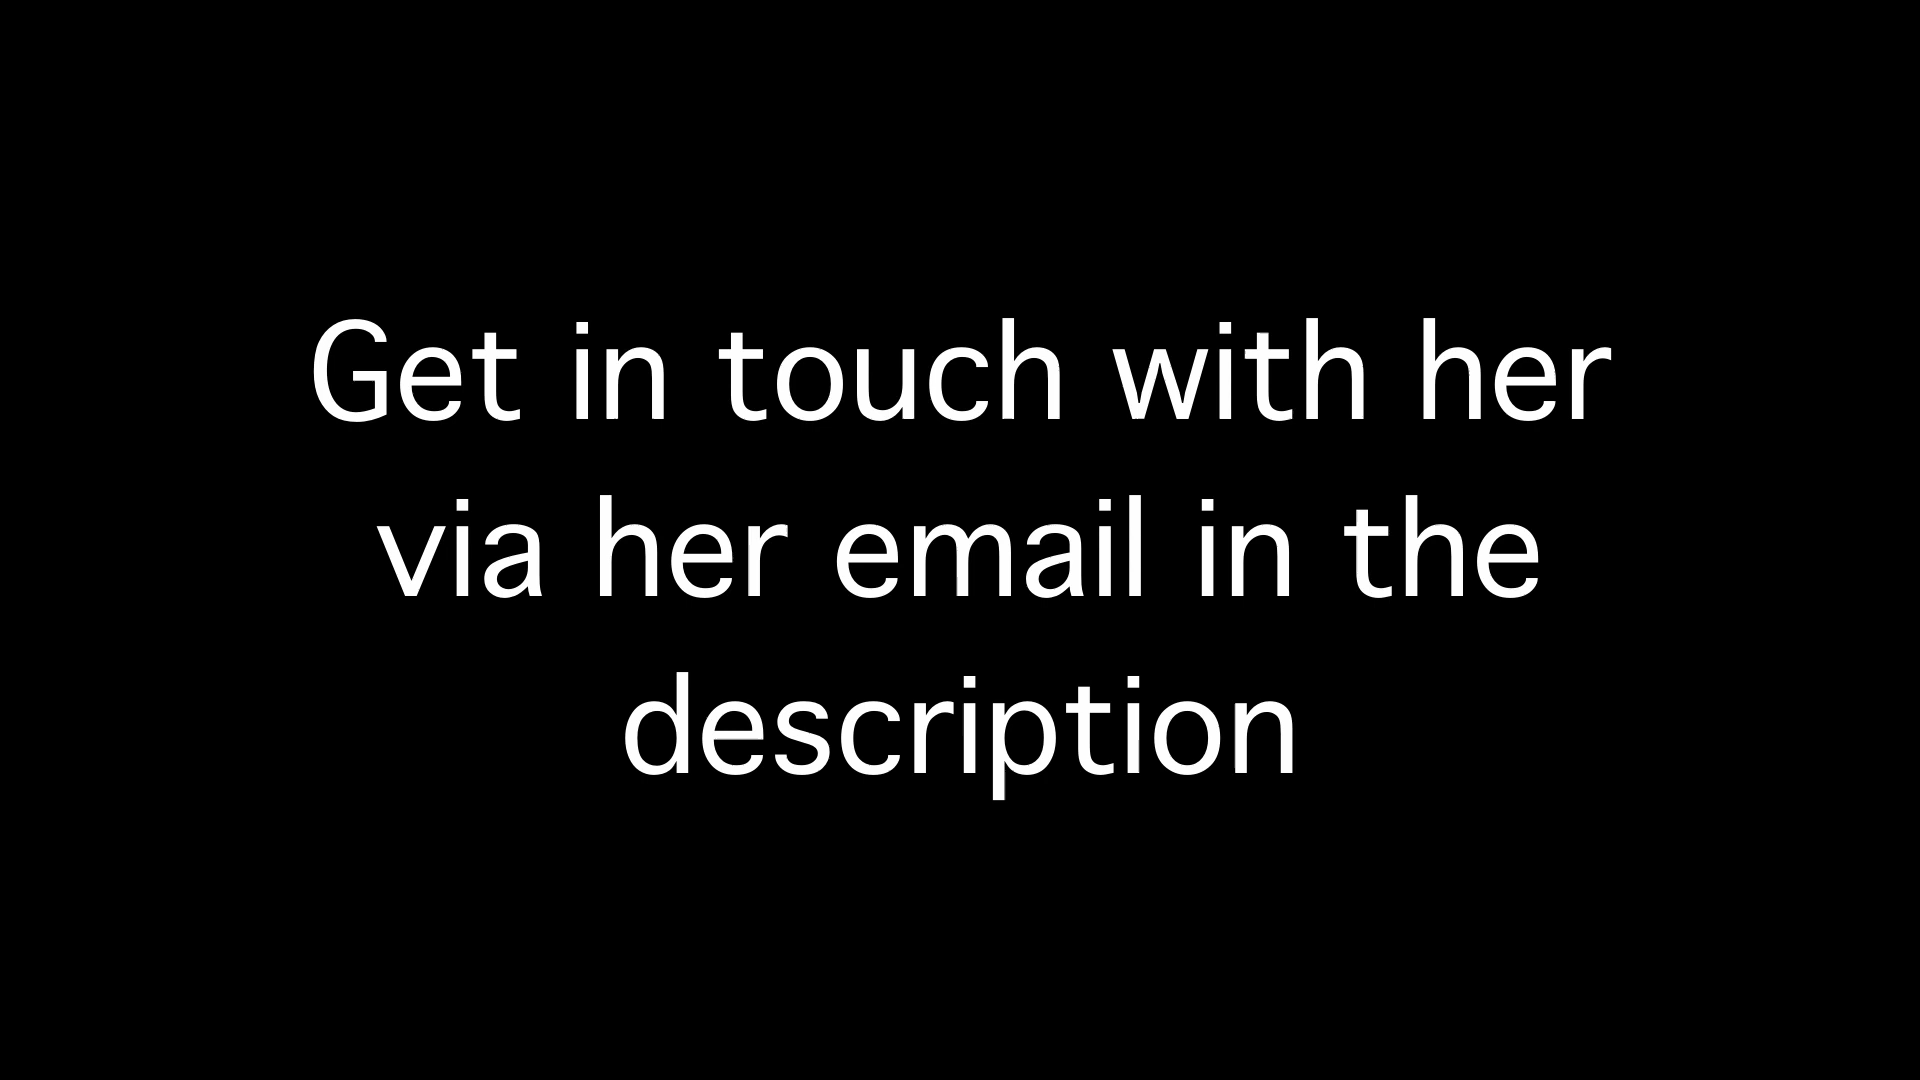 Get in touch with her
via her email in the
description